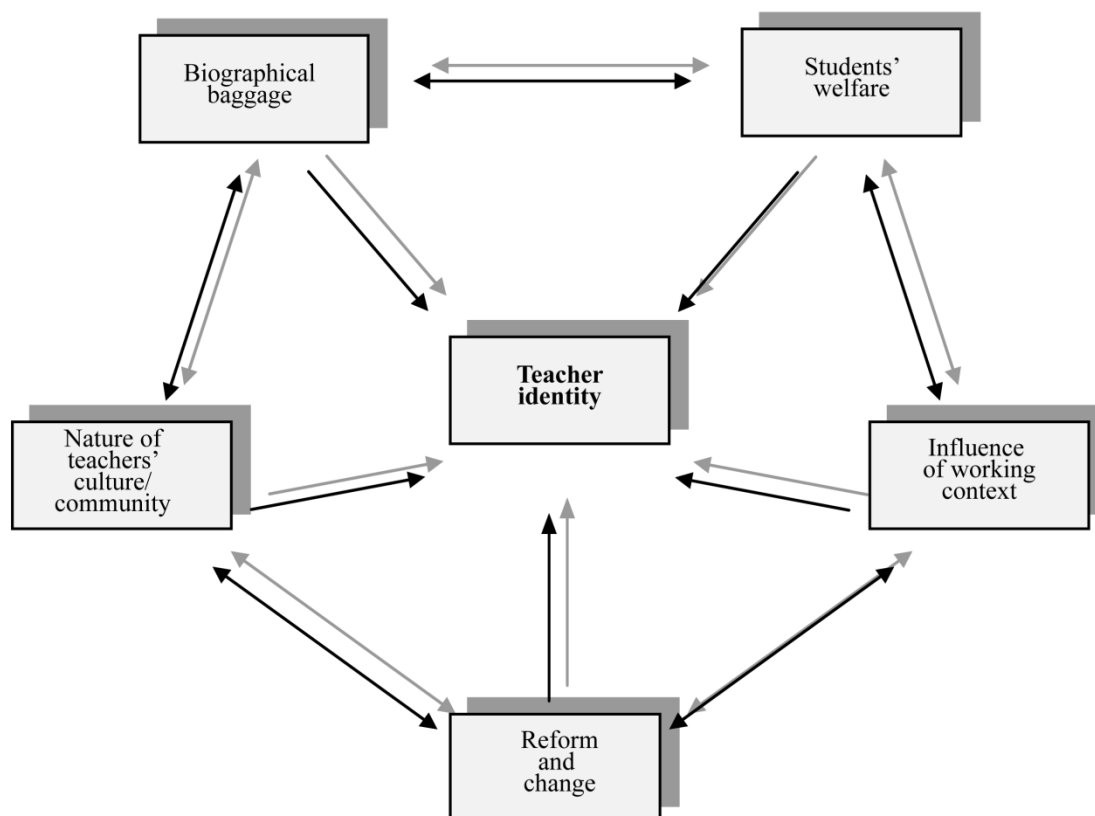 Biographical
baggage
Students’
welfare
Teacher
identity
Nature of
teachers’
culture/
community
Influence
of working
context
Reform
and
change